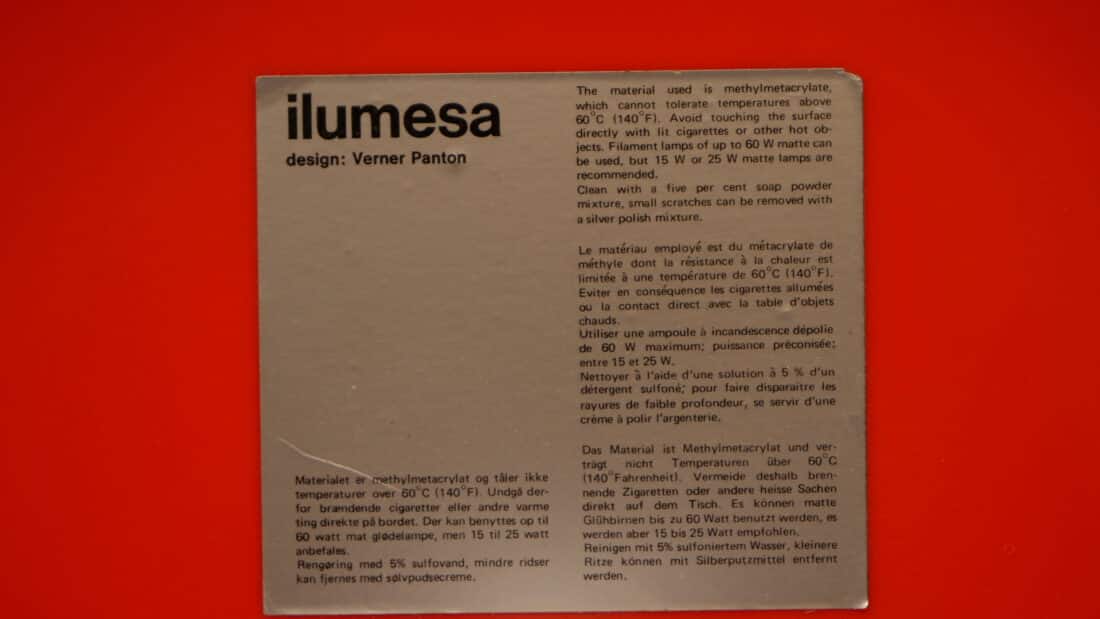 ilumesa
design: Verner Panton
Materialet er methylmetacrylat og tåler ikke
temperaturer over 60°C (140°F). Undgå der-
for brændende cigaretter eller andre varme
ting direkte på bordet. Der kan benyttes op til
60 watt mat glødelampe, men 15 til 25 watt
anbefales.
Rengøring med 5% sulfovand, mindre ridser
kan fjernes med sølvpudsecreme.
The material used is methylmetacrylate,
which cannot tolerate temperatures above
60°C (140°F). Avoid touching the surface
directly with lit cigarettes or other hot ob-
jects. Filament lamps of up to 60 W matte can
be used, but 15 W or 25 W matte lamps are
recommended.
Clean with a five per cent soap powder
mixture, small scratches can be removed with
a silver polish mixture.
Le matériau employé est du métacrylate de
méthyle dont la résistance à la chaleur est
limitée à une température de 60°C (140°F).
Eviter en conséquence les cigarettes allumées
ou la contact direct avec la table d'objets
chauds.
Utiliser une ampoule à incandescence dépolie
de 60 W maximum; puissance préconisée:
entre 15 et 25 W.
Nettoyer à l'aide d'une solution à 5 % d'un
détergent sulfoné; pour faire disparaitre les
rayures de faible profondeur, se servir d'une
crème à polir l'argenterie.
Das Material ist Methylmetacrylat und ver-
trägt nicht Temperaturen über 60°C
(140°Fahrenheit). Vermeide deshalb bren-
nende Zigaretten oder andere heisse Sachen
direkt auf dem Tisch. Es können matte
Glühbirnen bis zu 60 Watt benutzt werden, es
werden aber 15 bis 25 Watt empfohlen.
Reinigen mit 5% sulfoniertem Wasser, kleinere
Ritze können mit Silberputzmittel entfernt
werden.